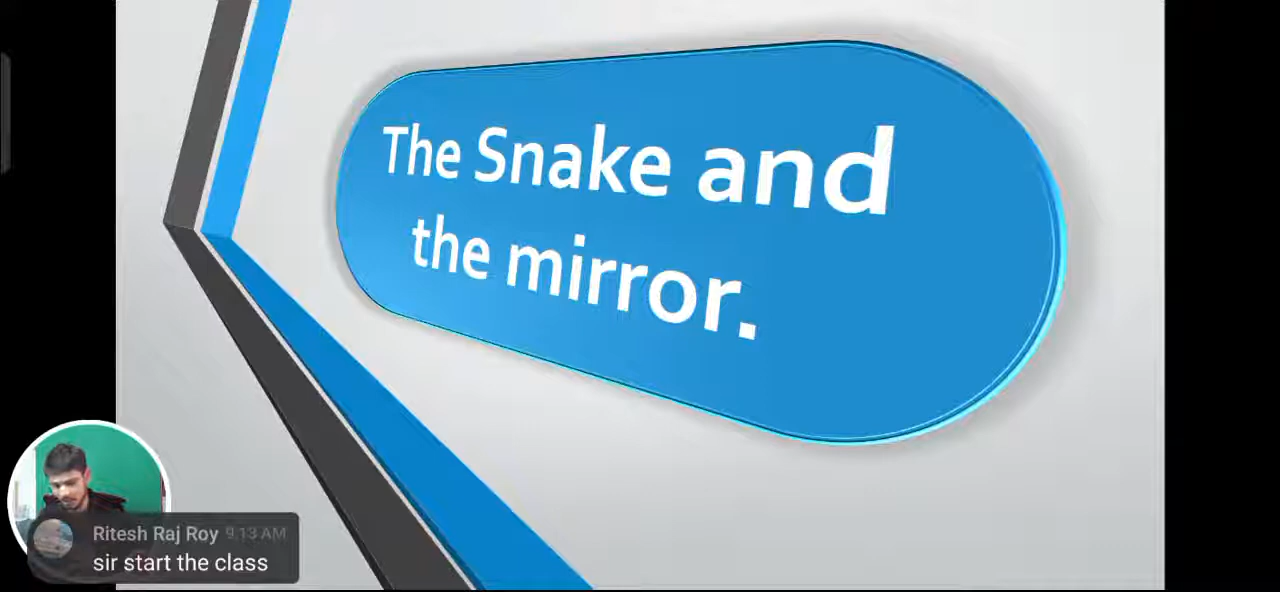 The Snake and
the mirror.
Ritesh Raj Roy 9:13 AM
sir start the class